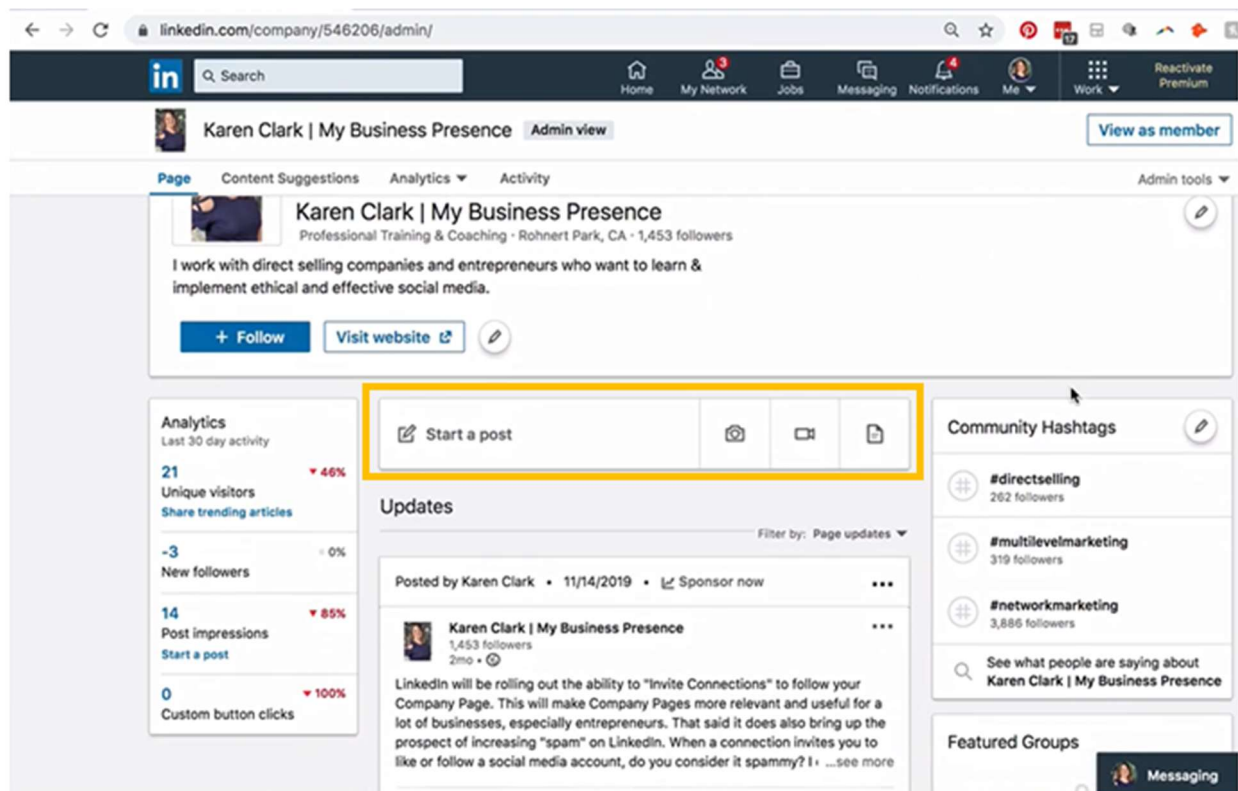 linkedin.com/company/546206/admin/
17
in
Search
Home
3
My Network
Jobs
Messaging
4
Notifications
Me
Work
Reactivate
Premium
Karen Clark | My Business Presence
Admin view
View as member
Page
Content Suggestions
Analytics
Activity
Admin tools
Karen Clark | My Business Presence
Professional Training & Coaching · Rohnert Park, CA · 1,453 followers
I work with direct selling companies and entrepreneurs who want to learn &
implement ethical and effective social media.
+ Follow
Visit website
Analytics
Last 30 day activity
21
46%
Unique visitors
Share trending articles
-3
0%
New followers
14
85%
Post impressions
Start a post
0
100%
Custom button clicks
Start a post
Updates
Filter by: Page updates
Posted by Karen Clark • 11/14/2019 • Sponsor now
•••
Karen Clark | My Business Presence
•••
1,453 followers
2mo •
LinkedIn will be rolling out the ability to "Invite Connections" to follow your
Company Page. This will make Company Pages more relevant and useful for a
lot of businesses, especially entrepreneurs. That said it does also bring up the
prospect of increasing "spam" on LinkedIn. When a connection invites you to
like or follow a social media account, do you consider it spammy? ...see more
Community Hashtags
#directselling
262 followers
#multilevelmarketing
319 followers
#networkmarketing
3,886 followers
See what people are saying about
Karen Clark | My Business Presence
Featured Groups
Messaging